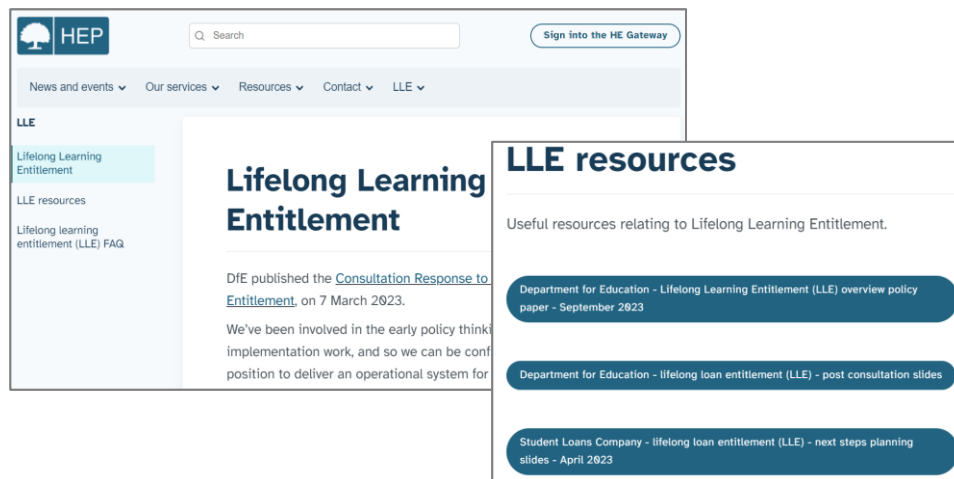 HEP
Search
Sign into the HE Gateway
News and events
Our services
Resources
Contact
LLE
LLE
Lifelong Learning
Entitlement
LLE resources
Lifelong learning
entitlement (LLE) FAQ
Lifelong Learning
Entitlement
DfE published the Consultation Response to
Entitlement, on 7 March 2023.
We've been involved in the early policy thinki
implementation work, and so we can be conf
position to deliver an operational system for
LLE resources
Useful resources relating to Lifelong Learning Entitlement.
Department for Education - Lifelong Learning Entitlement (LLE) overview policy
paper - September 2023
Department for Education - lifelong loan entitlement (LLE) - post consultation slides
Student Loans Company - lifelong loan entitlement (LLE) - next steps planning
slides - April 2023